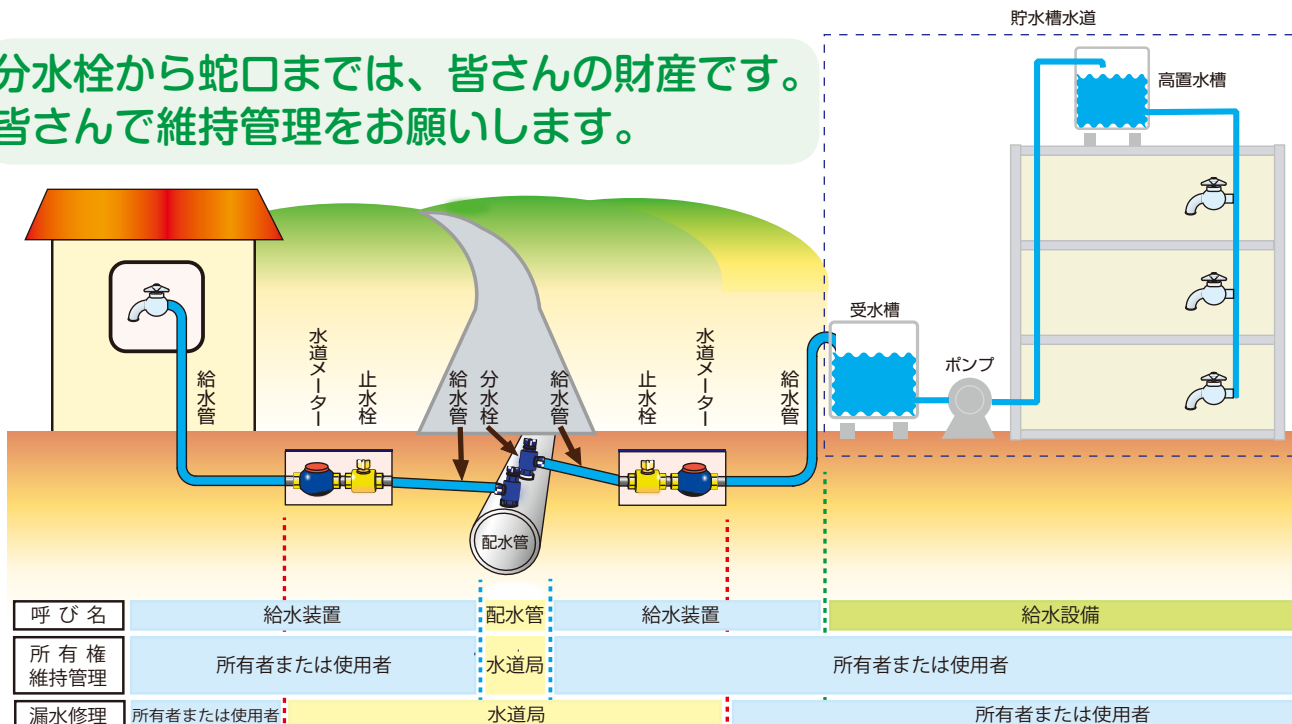 貯水槽水道
分水栓から蛇口までは、皆さんの財産です。
皆さんで維持管理をお願いします。
高置水槽
受水槽
ポンプ
給水管
水道メーター
止水栓
給水管
分水栓
給水管
止水栓
水道メーター
給水管
配水管
呼び名 給水装置 配水管 給水装置 給水設備
所有権
維持管理 所有者または使用者 水道局 所有者または使用者
漏水修理 所有者または使用者 水道局 所有者または使用者